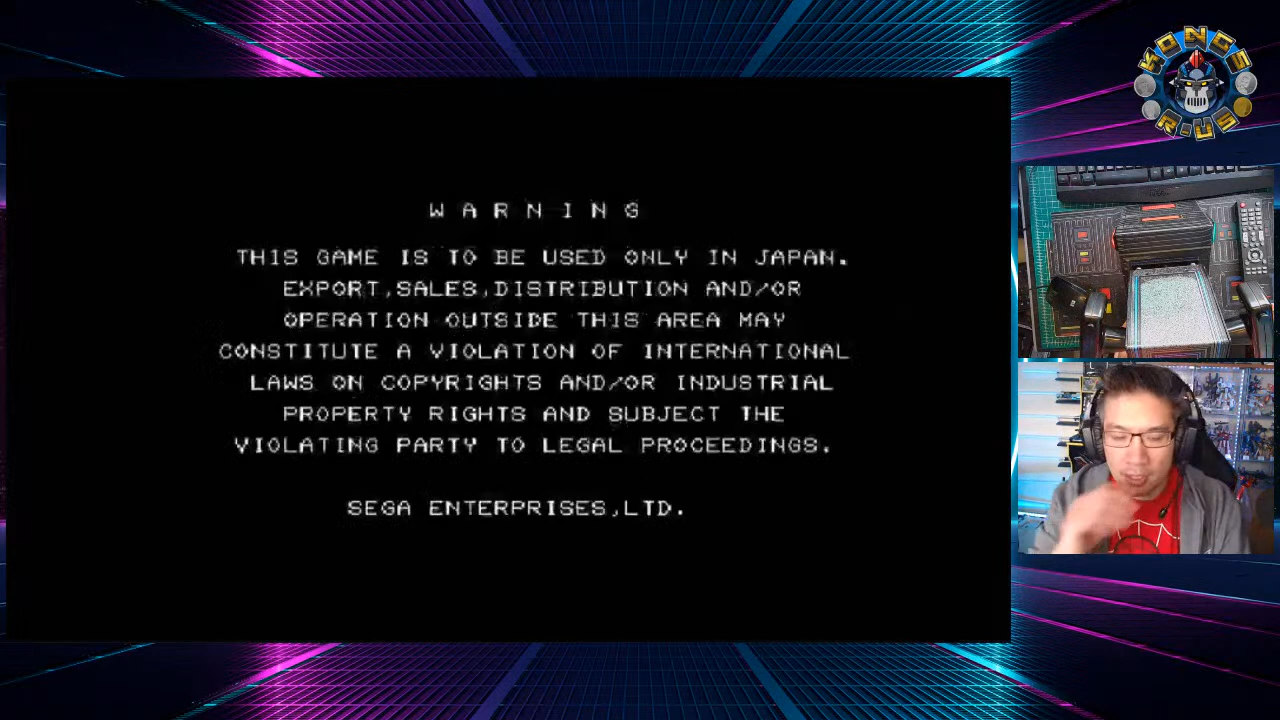 W A R N I N G
THIS GAME IS TO BE USED ONLY IN JAPAN.
EXPORT,SALES,DISTRIBUTION AND/OR
OPERATION OUTSIDE THIS AREA MAY
CONSTITUTE A VIOLATION OF INTERNATIONAL
LAWS ON COPYRIGHTS AND/OR INDUSTRIAL
PROPERTY RIGHTS AND SUBJECT THE
VIOLATING PARTY TO LEGAL PROCEEDINGS.
SEGA ENTERPRISES,LTD.
KONGS
R-US